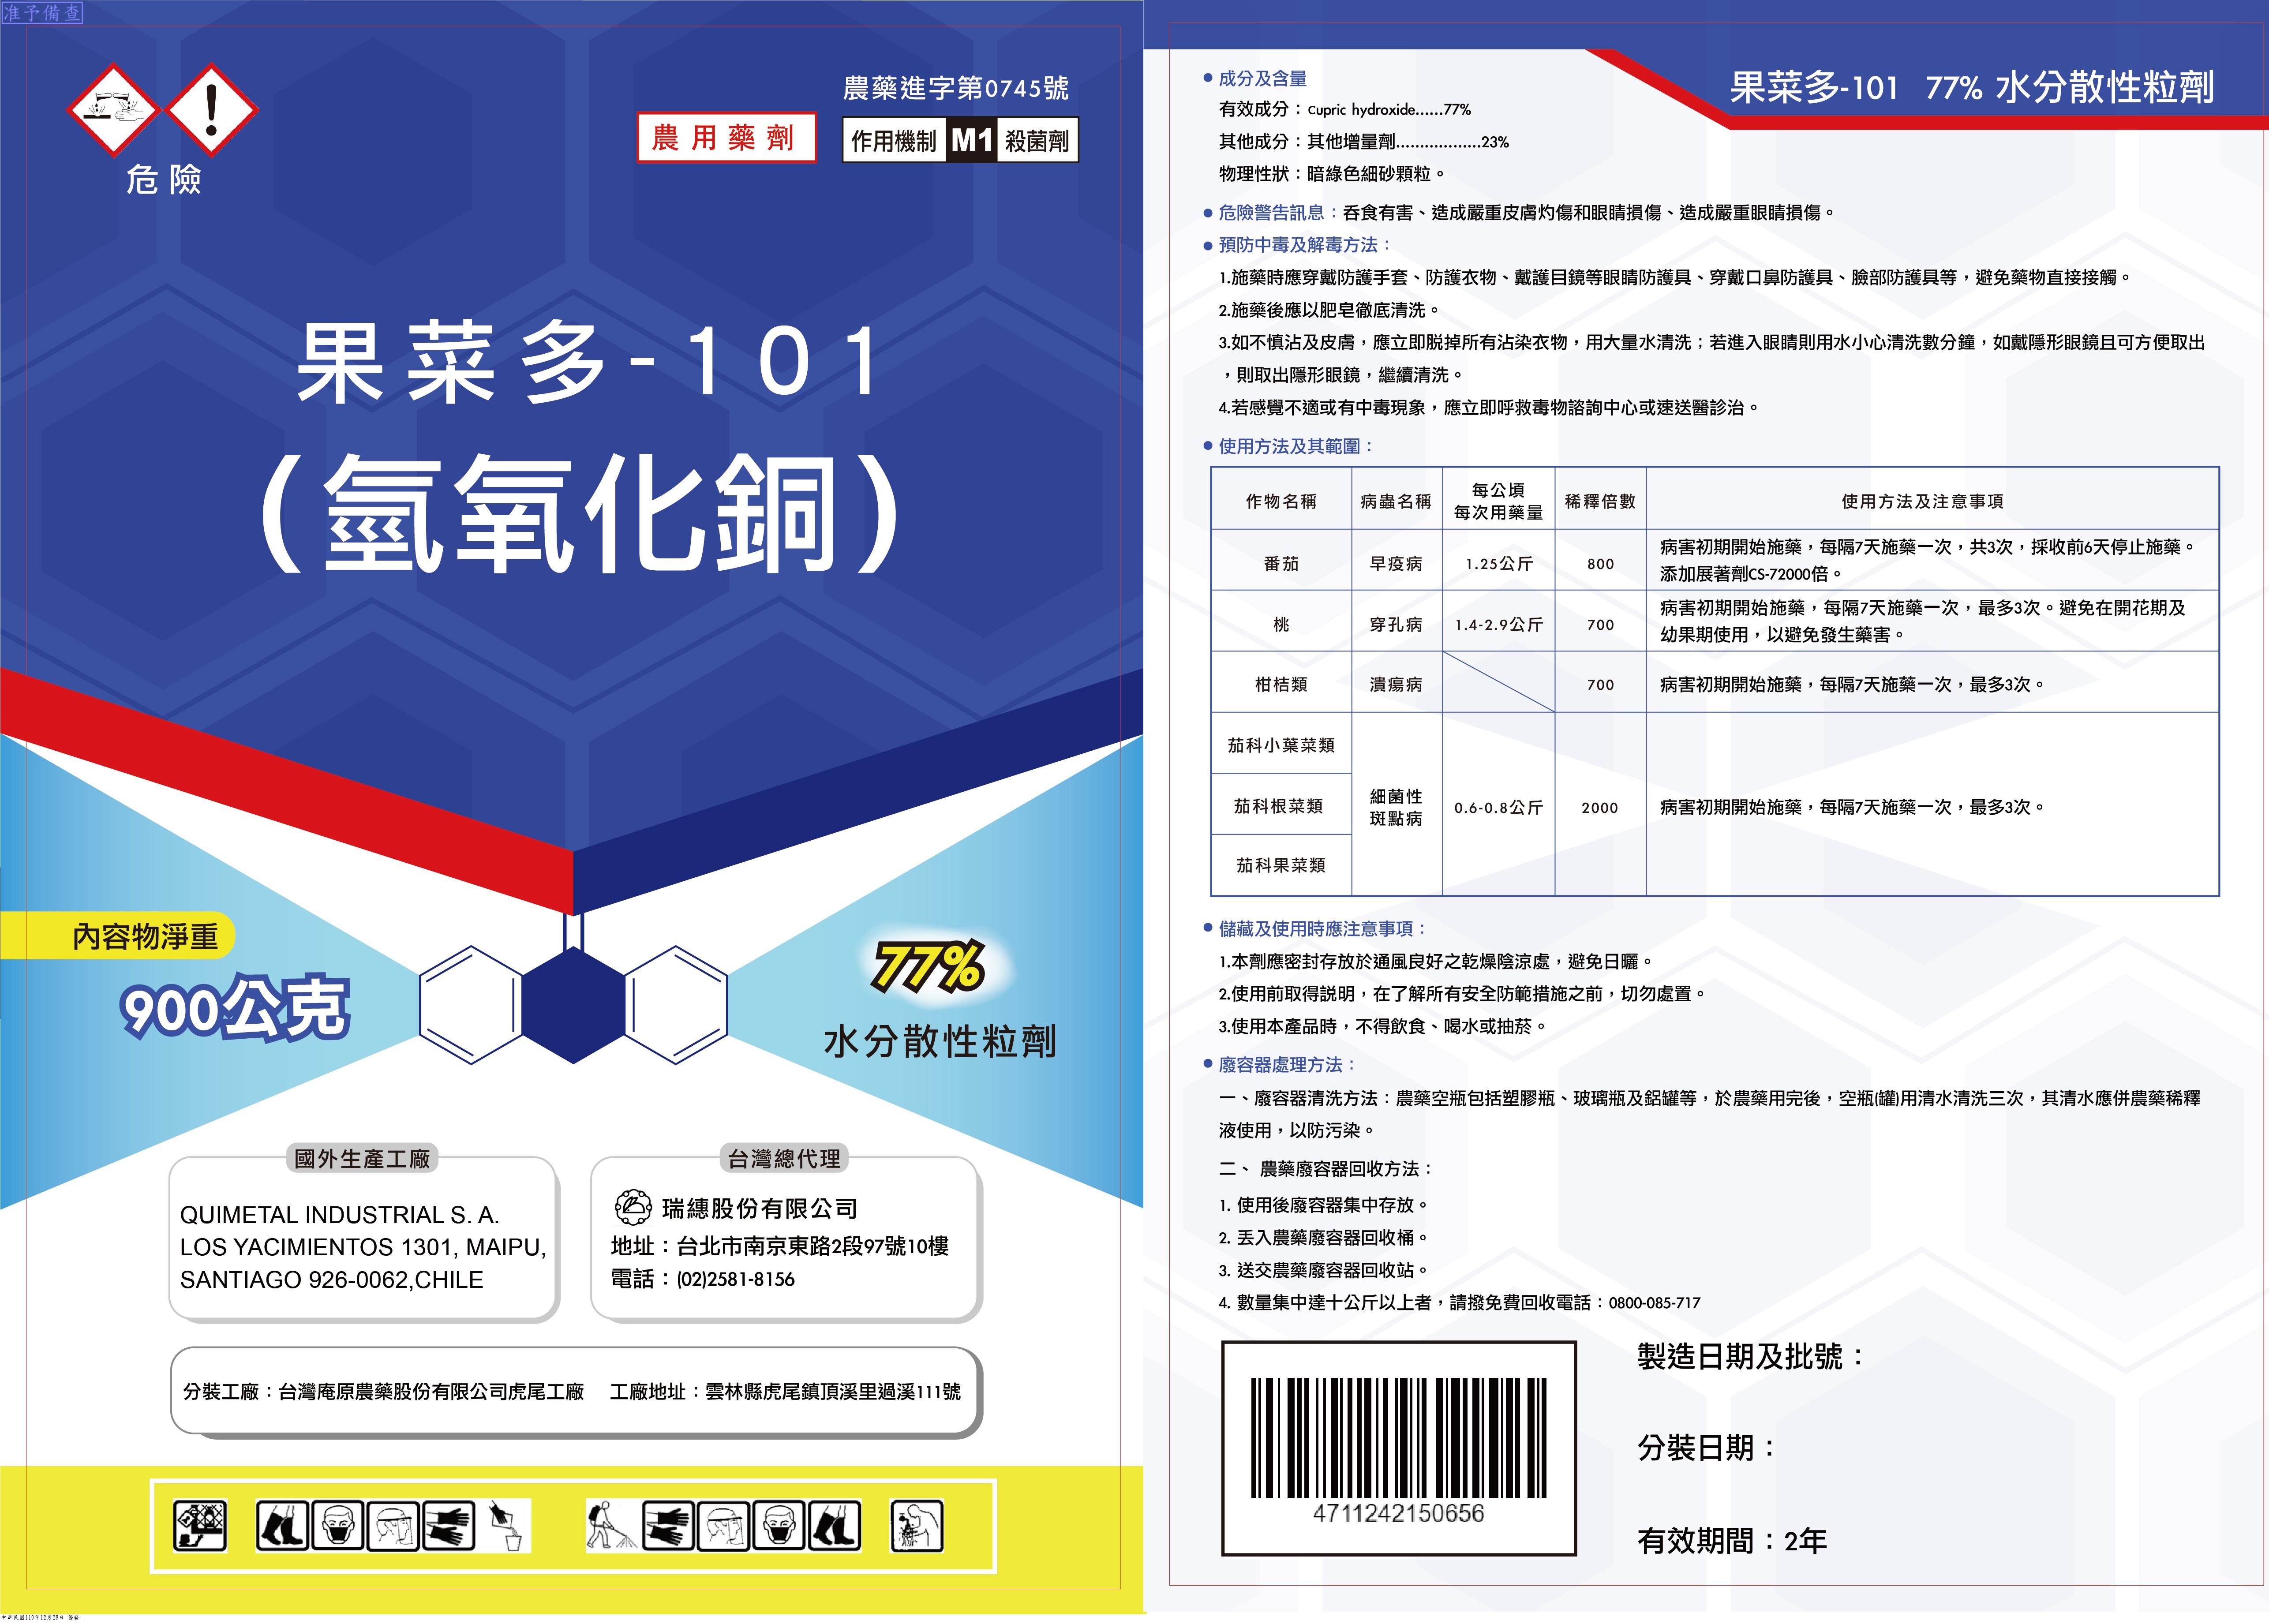 准予備查
農藥進字第0745號
農用藥劑
作用機制 M1 殺菌劑
危險
果菜多-101
(氫氧化銅)
內容物淨重
900公克
77%
水分散性粒劑
國外生產工廠
QUIMETAL INDUSTRIAL S. A.
LOS YACIMIENTOS 1301, MAIPU,
SANTIAGO 926-0062,CHILE
台灣總代理
瑞繐股份有限公司
地址：台北市南京東路2段97號10樓
電話：(02)2581-8156
分裝工廠：台灣庵原農藥股份有限公司虎尾工廠 工廠地址：雲林縣虎尾鎮頂溪里過溪111號
中華民國110年12月28日
果菜多-101 77% 水分散性粒劑
● 成分及含量
有效成分：Cupric hydroxide......77%
其他成分：其他增量劑..................23%
物理性狀：暗綠色細砂顆粒。
● 危險警告訊息：吞食有害、造成嚴重皮膚灼傷和眼睛損傷、造成嚴重眼睛損傷。
● 預防中毒及解毒方法：
1.施藥時應穿戴防護手套、防護衣物、戴護目鏡等眼睛防護具、穿戴口鼻防護具、臉部防護具等，避免藥物直接接觸。
2.施藥後應以肥皂徹底清洗。
3.如不慎沾及皮膚，應立即脫掉所有沾染衣物，用大量水清洗；若進入眼睛則用水小心清洗數分鐘，如戴隱形眼鏡且可方便取出
，則取出隱形眼鏡，繼續清洗。
4.若感覺不適或有中毒現象，應立即呼救毒物諮詢中心或速送醫診治。
● 使用方法及其範圍：
作物名稱 病蟲名稱 每公頃每次用藥量 稀釋倍數 使用方法及注意事項
番茄 早疫病 1.25公斤 800 病害初期開始施藥，每隔7天施藥一次，共3次，採收前6天停止施藥。
添加展著劑CS-72000倍。
桃 穿孔病 1.4-2.9公斤 700 病害初期開始施藥，每隔7天施藥一次，最多3次。避免在開花期及
幼果期使用，以避免發生藥害。
柑桔類 潰瘍病 700 病害初期開始施藥，每隔7天施藥一次，最多3次。
茄科小葉菜類
茄科根菜類 細菌性斑點病 0.6-0.8公斤 2000 病害初期開始施藥，每隔7天施藥一次，最多3次。
茄科果菜類
● 儲藏及使用時應注意事項：
1.本劑應密封存放於通風良好之乾燥陰涼處，避免日曬。
2.使用前取得說明，在了解所有安全防範措施之前，切勿處置。
3.使用本產品時，不得飲食、喝水或抽菸。
● 廢容器處理方法：
一、廢容器清洗方法：農藥空瓶包括塑膠瓶、玻璃瓶及鋁罐等，於農藥用完後，空瓶(罐)用清水清洗三次，其清水應併農藥稀釋
液使用，以防污染。
二、 農藥廢容器回收方法：
1. 使用後廢容器集中存放。
2. 丟入農藥廢容器回收桶。
3. 送交農藥廢容器回收站。
4. 數量集中達十公斤以上者，請撥免費回收電話：0800-085-717
4711242150656
製造日期及批號：
分裝日期：
有效期間：2年